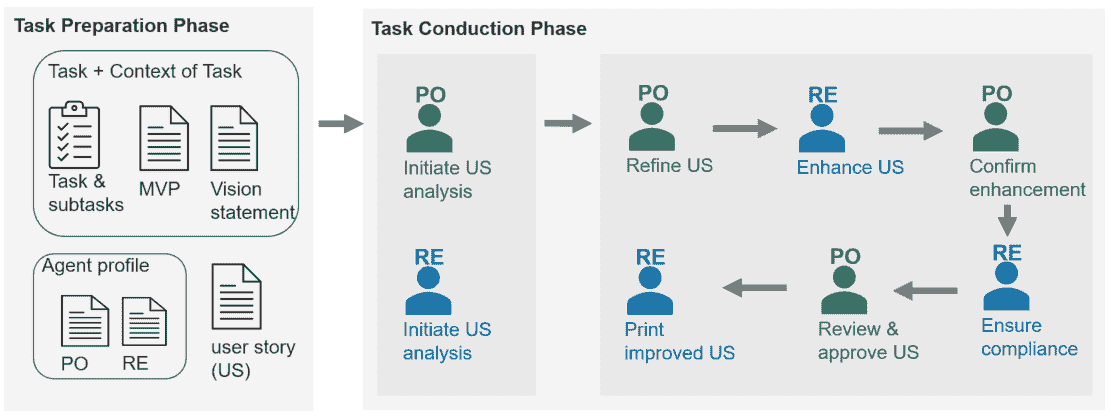 Task Preparation Phase
Task + Context of Task
Task &
subtasks
MVP
Vision
statement
Agent profile
PO
RE
user story
(US)
Task Conduction Phase
PO
Initiate US
analysis
RE
Initiate US
analysis
PO
Refine US
RE
Enhance US
PO
Confirm
enhancement
RE
Ensure
compliance
PO
Review &
approve US
RE
Print
improved US